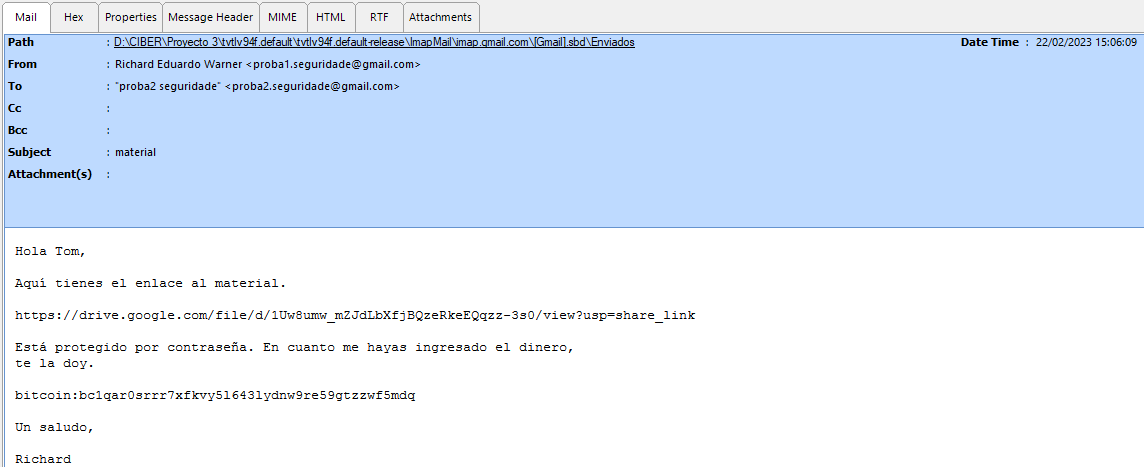 Mail Hex Properties Message Header MIME HTML RTF Attachments
Path : D:\CIBER\Proyecto 3\tvtlv94f.default\tvtlv94f.default-release\ImapMail\imap.gmail.com\[Gmail].sbd\Enviados Date Time : 22/02/2023 15:06:09
From : Richard Eduardo Warner <proba1.seguridade@gmail.com>
To : "proba2 seguridade" <proba2.seguridade@gmail.com>
Cc :
Bcc :
Subject : material
Attachment(s) :
Hola Tom,
Aquí tienes el enlace al material.
https://drive.google.com/file/d/1Uw8umw_mZJdLbXfjBQzeRkeEQqzz-3s0/view?usp=share_link
Está protegido por contraseña. En cuanto me hayas ingresado el dinero,
te la doy.
bitcoin:bc1qar0srrr7xfkvy5l643lydnw9re59gtzzwf5mdq
Un saludo,
Richard